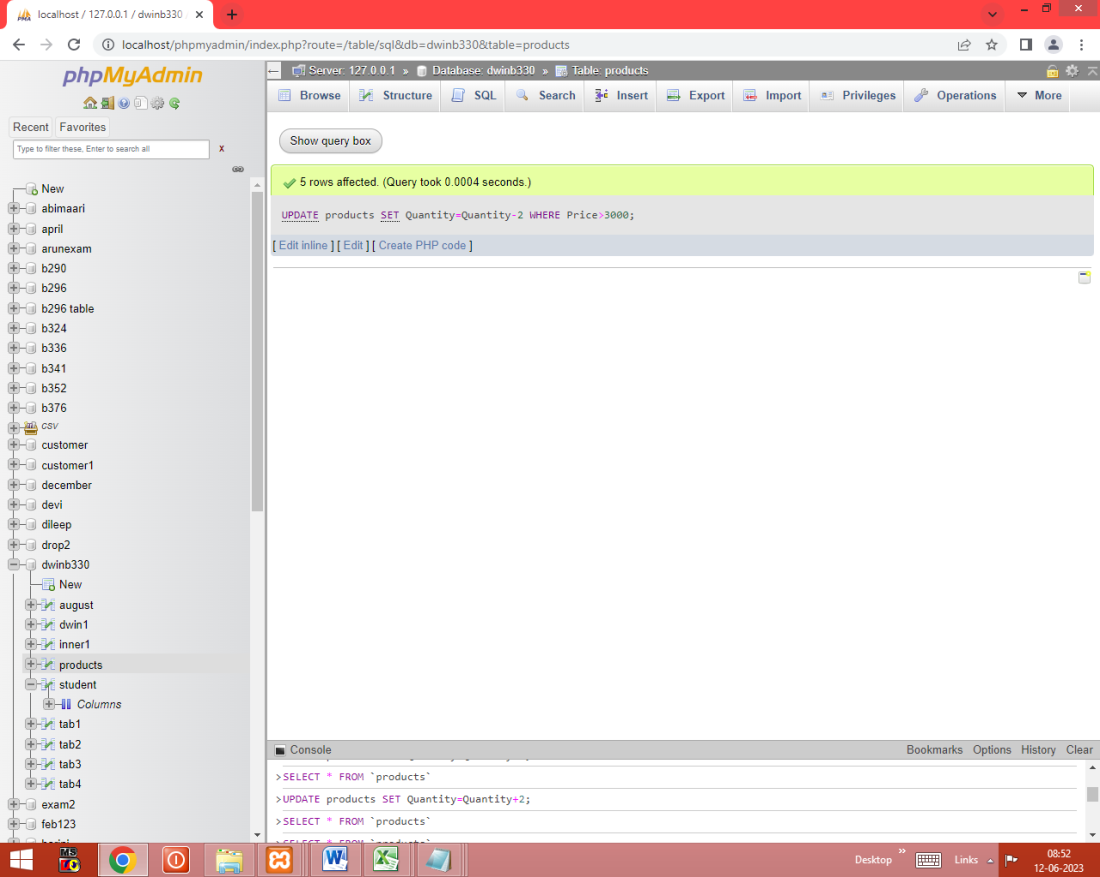 localhost / 127.0.0.1 / dwinb330
localhost/phpmyadmin/index.php?route=/table/sql&db=dwinb330&table=products
phpMyAdmin
Recent Favorites
Type to filter these, Enter to search all X
New
abimaari
april
arunexam
b290
b296
b296 table
b324
b336
b341
b352
b376
csv
customer
customer1
december
devi
dileep
drop2
dwinb330
New
august
dwin1
inner1
products
student
Columns
tab1
tab2
tab3
tab4
exam2
feb123
Server: 127.0.0.1 » Database: dwinb330 » Table: products
Browse Structure SQL Search Insert Export Import Privileges Operations More
Show query box
5 rows affected. (Query took 0.0004 seconds.)
UPDATE products SET Quantity=Quantity-2 WHERE Price>3000;
[ Edit inline ] [ Edit ] [ Create PHP code ]
Console Bookmarks Options History Clear
>SELECT * FROM `products`
>UPDATE products SET Quantity=Quantity+2;
>SELECT * FROM `products`
>SELECT * FROM `products`
MS
Desktop » Links 08:52
12-06-2023